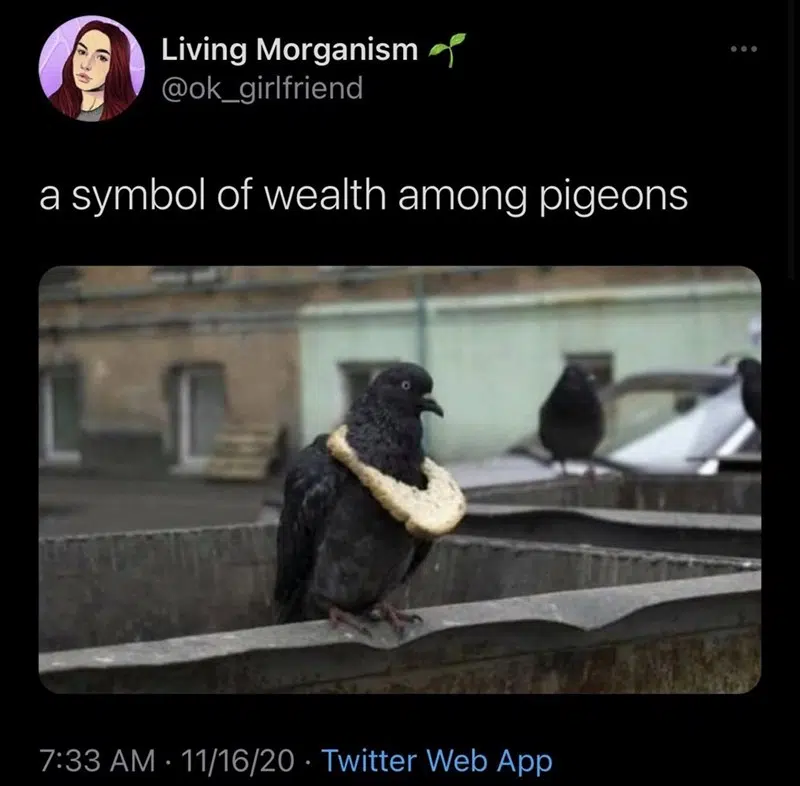 Living Morganism 🌱
@ok_girlfriend
a symbol of wealth among pigeons
7:33 AM · 11/16/20 · Twitter Web App